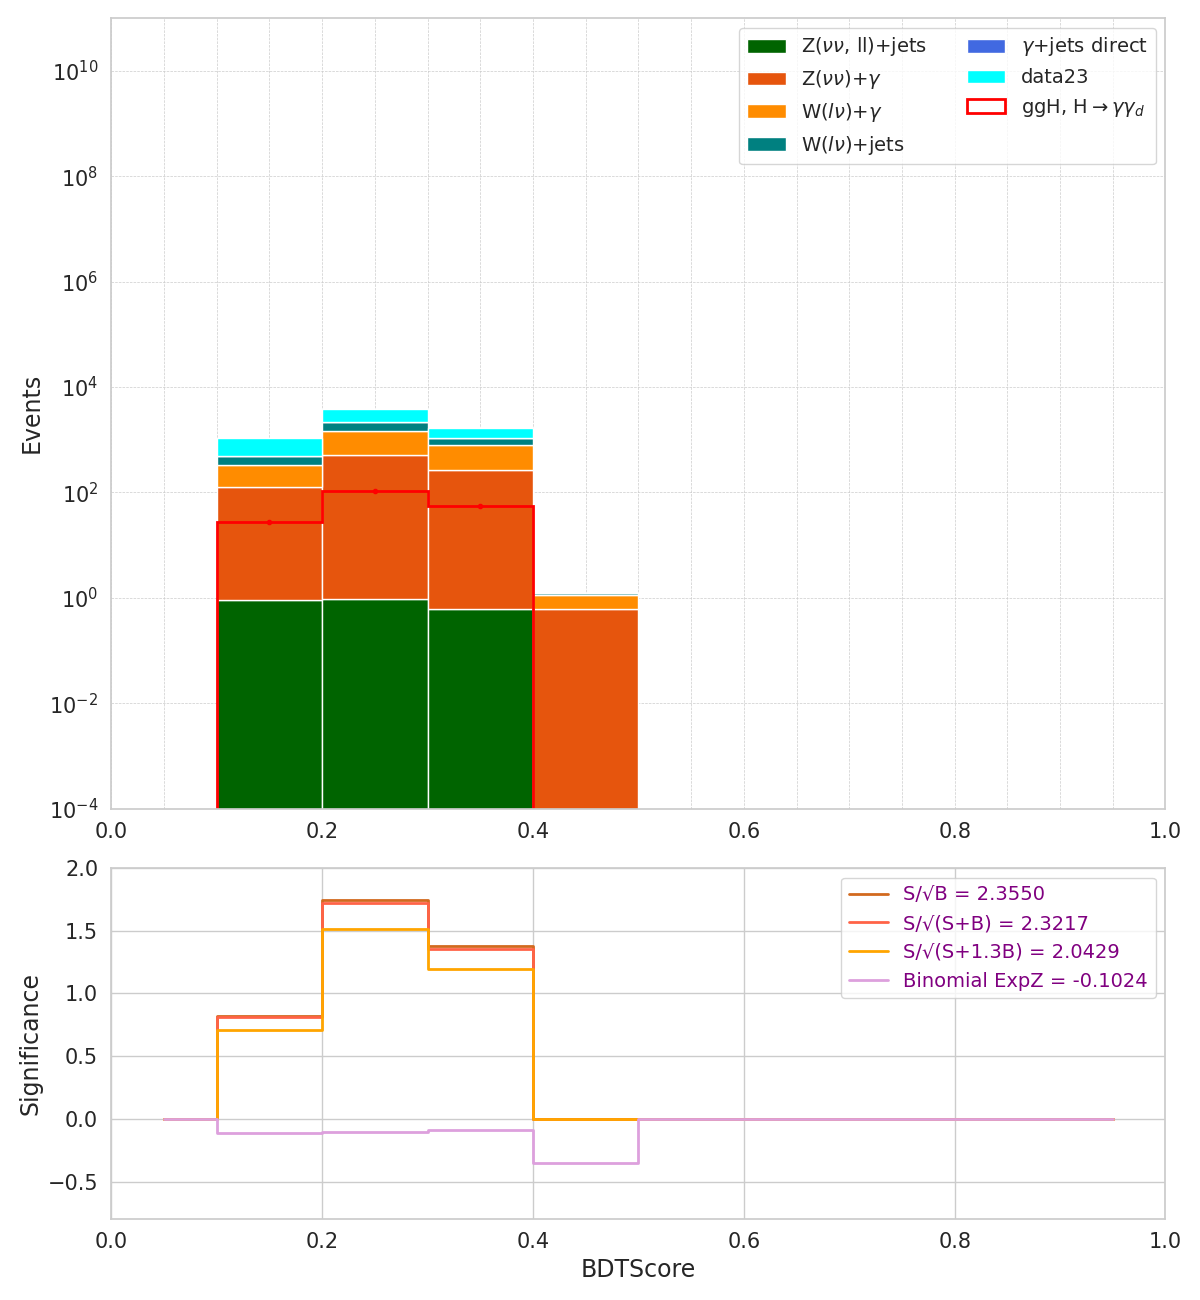 Z(νν, ll)+jets
Z(νν)+γ
W(lν)+γ
W(lν)+jets
γ+jets direct
data23
ggH, H → γγ_d
10^10
10^8
10^6
10^4
10^2
10^0
10^−2
10^−4
Events
0.0 0.2 0.4 0.6 0.8 1.0
S/√B = 2.3550
S/√(S+B) = 2.3217
S/√(S+1.3B) = 2.0429
Binomial ExpZ = -0.1024
2.0
1.5
1.0
0.5
0.0
−0.5
Significance
0.0 0.2 0.4 0.6 0.8 1.0
BDTScore